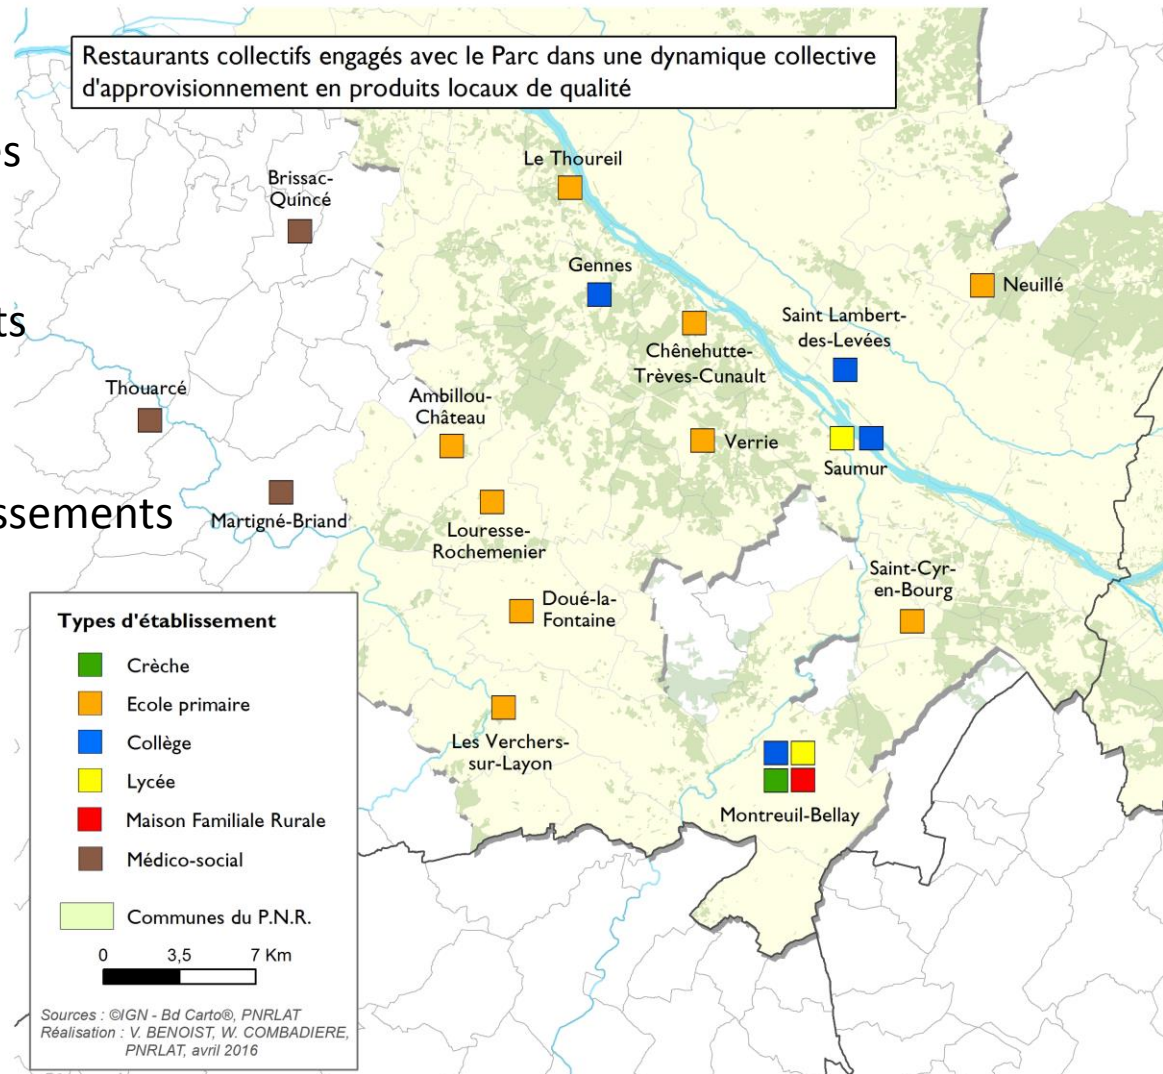 Restaurants collectifs engagés avec le Parc dans une dynamique collective
d'approvisionnement en produits locaux de qualité
es
ts
ssements
Le Thoureil
Brissac-
Quincé
Gennes
Neuillé
Saint Lambert-
des-Levées
Chênehutte-
Trèves-Cunault
Thouarcé
Ambillou-
Château
Verrie
Saumur
Martigné-Briand
Louresse-
Rochemenier
Saint-Cyr-
en-Bourg
Doué-la-
Fontaine
Les Verchers-
sur-Layon
Montreuil-Bellay
Types d'établissement
Crèche
Ecole primaire
Collège
Lycée
Maison Familiale Rurale
Médico-social
Communes du P.N.R.
0 3,5 7 Km
Sources : ©IGN - Bd Carto®, PNRLAT
Réalisation : V. BENOIST, W. COMBADIERE,
PNRLAT, avril 2016